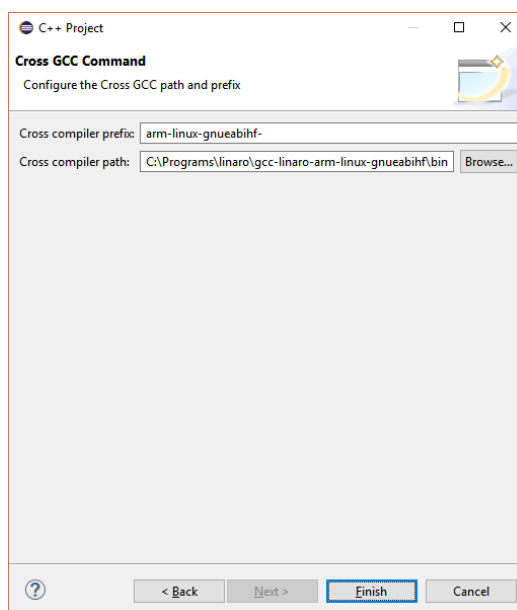 C++ Project
Cross GCC Command
Configure the Cross GCC path and prefix
Cross compiler prefix: arm-linux-gnueabihf-
Cross compiler path: C:\Programs\linaro\gcc-linaro-arm-linux-gnueabihf\bin Browse...
? < Back Next > Finish Cancel